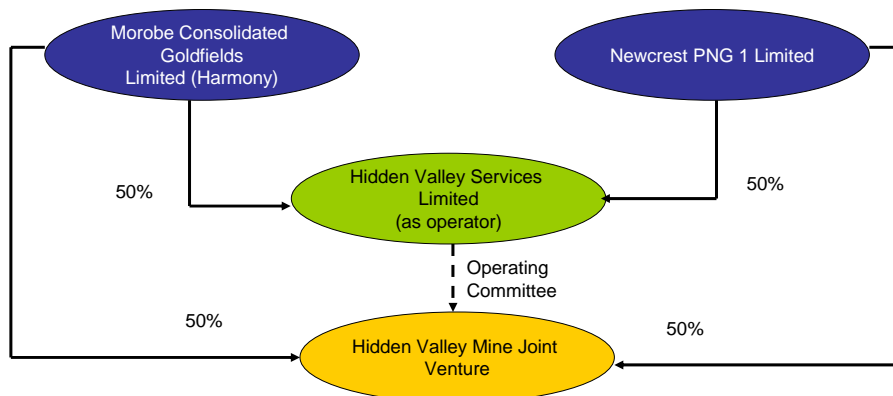 Morobe Consolidated
Goldfields
Limited (Harmony)
Newcrest PNG 1 Limited
Hidden Valley Services
Limited
(as operator)
50%
50%
Operating
Committee
50%
50%
Hidden Valley Mine Joint
Venture